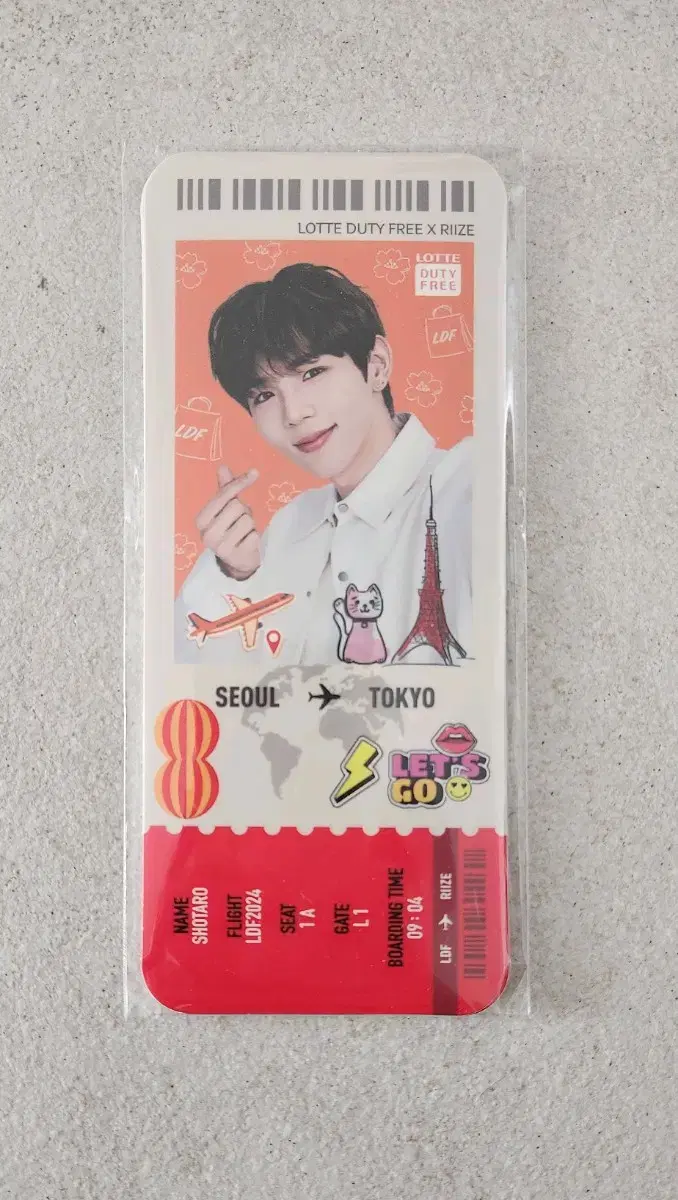 LOTTE DUTY FREE X RIIZE
LOTTE
DUTY
FREE
LDF
LDF
SEOUL
TOKYO
LET'S
GO
NAME
SHOTARO
FLIGHT
LDF2024
SEAT
1 A
GATE
L 1
BOARDING TIME
09 : 04
LDF
RIIZE